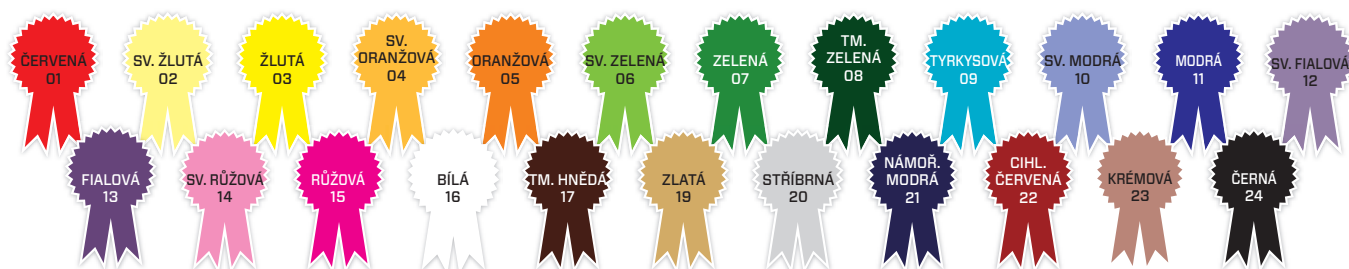 ČERVENÁ
01
SV. ŽLUTÁ
02
ŽLUTÁ
03
SV.
ORANŽOVÁ
04
ORANŽOVÁ
05
SV. ZELENÁ
06
ZELENÁ
07
TM.
ZELENÁ
08
TYRKYSOVÁ
09
SV. MODRÁ
10
MODRÁ
11
SV. FIALOVÁ
12
FIALOVÁ
13
SV. RŮŽOVÁ
14
RŮŽOVÁ
15
BÍLÁ
16
TM. HNĚDÁ
17
ZLATÁ
19
STŘÍBRNÁ
20
NÁMOŘ.
MODRÁ
21
CIHL.
ČERVENÁ
22
KRÉMOVÁ
23
ČERNÁ
24